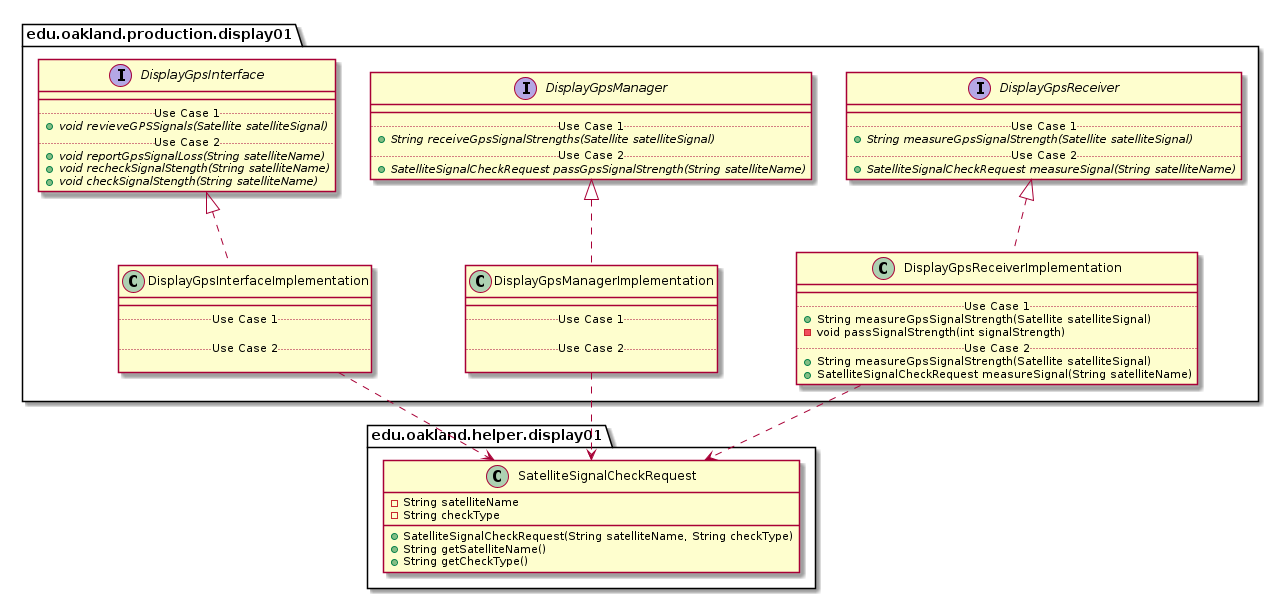 edu.oakland.production.display01
I DisplayGpsInterface
Use Case 1
void revieveGPSSignals(Satellite satelliteSignal)
Use Case 2
void reportGpsSignalLoss(String satelliteName)
void recheckSignalStength(String satelliteName)
void checkSignalStength(String satelliteName)
I DisplayGpsManager
Use Case 1
String receiveGpsSignalStrengths(Satellite satelliteSignal)
Use Case 2
SatelliteSignalCheckRequest passGpsSignalStrength(String satelliteName)
I DisplayGpsReceiver
Use Case 1
String measureGpsSignalStrength(Satellite satelliteSignal)
Use Case 2
SatelliteSignalCheckRequest measureSignal(String satelliteName)
C DisplayGpsInterfaceImplementation
Use Case 1
Use Case 2
C DisplayGpsManagerImplementation
Use Case 1
Use Case 2
C DisplayGpsReceiverImplementation
Use Case 1
String measureGpsSignalStrength(Satellite satelliteSignal)
void passSignalStrength(int signalStrength)
Use Case 2
String measureGpsSignalStrength(Satellite satelliteSignal)
SatelliteSignalCheckRequest measureSignal(String satelliteName)
edu.oakland.helper.display01
C SatelliteSignalCheckRequest
String satelliteName
String checkType
SatelliteSignalCheckRequest(String satelliteName, String checkType)
String getSatelliteName()
String getCheckType()